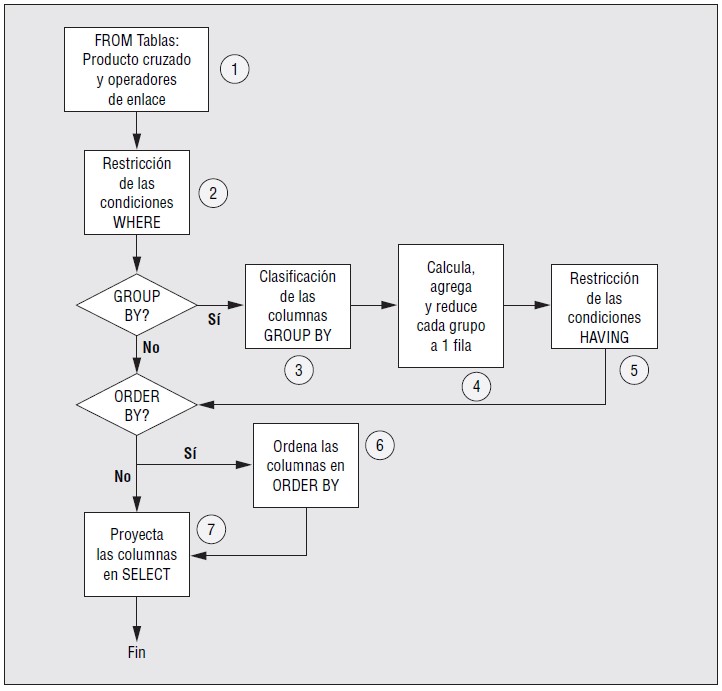 FROM Tablas:
Producto cruzado
y operadores
de enlace
1
Restricción
de las
condiciones
WHERE
2
GROUP
BY?
Sí
No
Clasificación
de las
columnas
GROUP BY
3
Calcula,
agrega
y reduce
cada grupo
a 1 fila
4
Restricción
de las
condiciones
HAVING
5
ORDER
BY?
Sí
No
Ordena las
columnas en
ORDER BY
6
Proyecta
las columnas
en SELECT
7
Fin